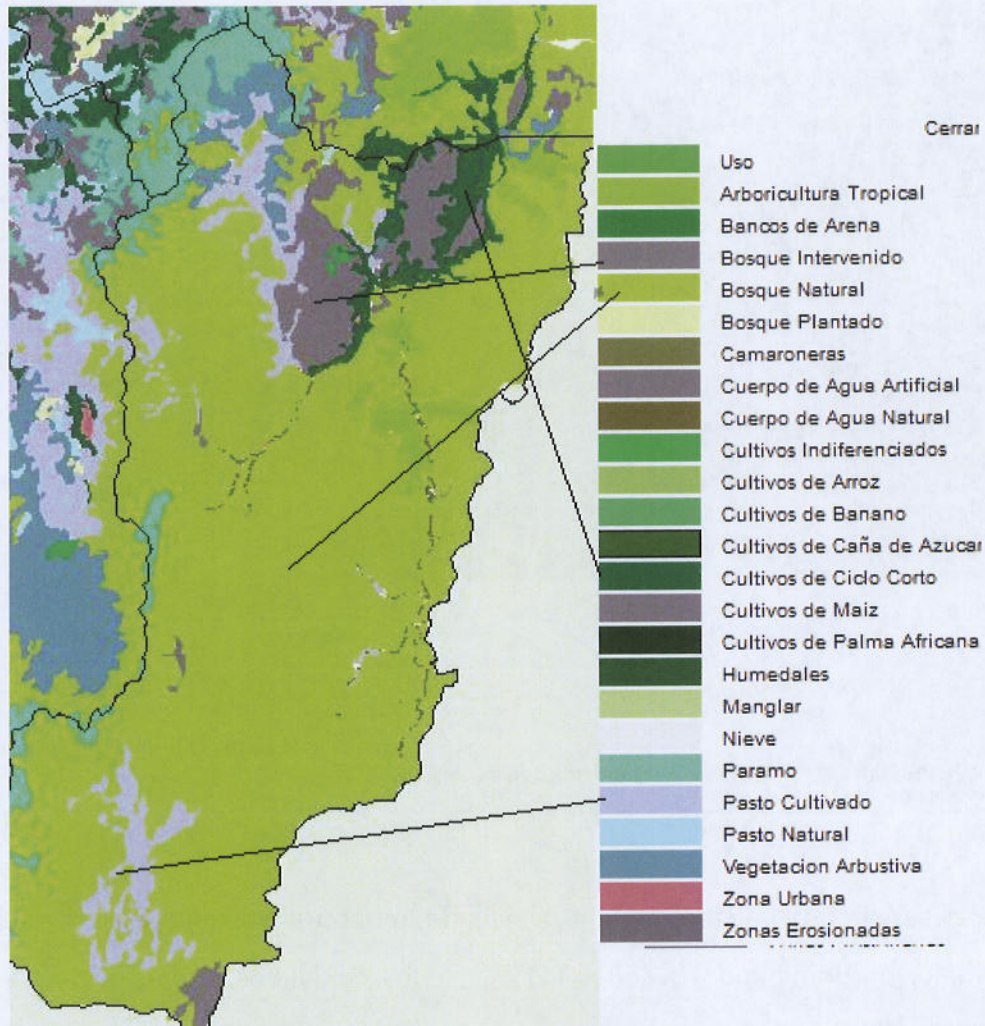 Cerrar
Uso
Arboricultura Tropical
Bancos de Arena
Bosque Intervenido
Bosque Natural
Bosque Plantado
Camaroneras
Cuerpo de Agua Artificial
Cuerpo de Agua Natural
Cultivos Indiferenciados
Cultivos de Arroz
Cultivos de Banano
Cultivos de Caña de Azucar
Cultivos de Ciclo Corto
Cultivos de Maiz
Cultivos de Palma Africana
Humedales
Manglar
Nieve
Paramo
Pasto Cultivado
Pasto Natural
Vegetacion Arbustiva
Zona Urbana
Zonas Erosionadas